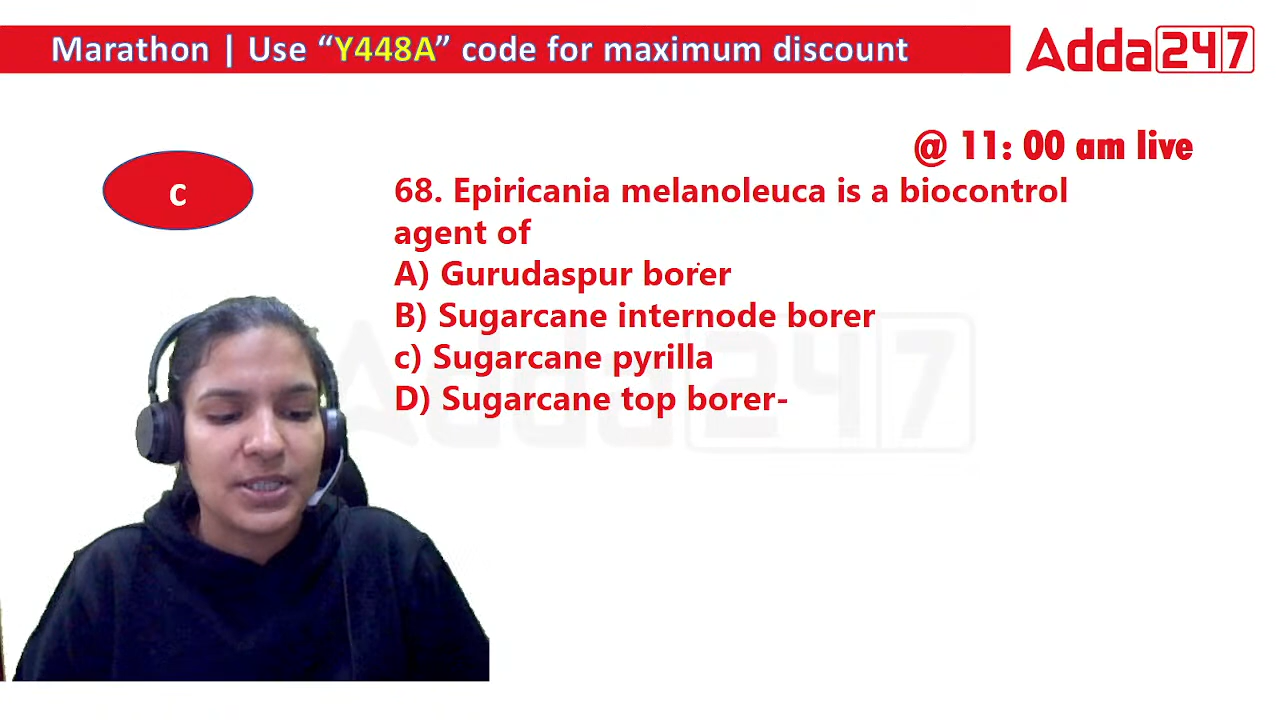 Marathon | Use “Y448A” code for maximum discount
Adda247
@ 11: 00 am live
C
68. Epiricania melanoleuca is a biocontrol
agent of
A) Gurudaspur borer
B) Sugarcane internode borer
c) Sugarcane pyrilla
D) Sugarcane top borer-
Adda247